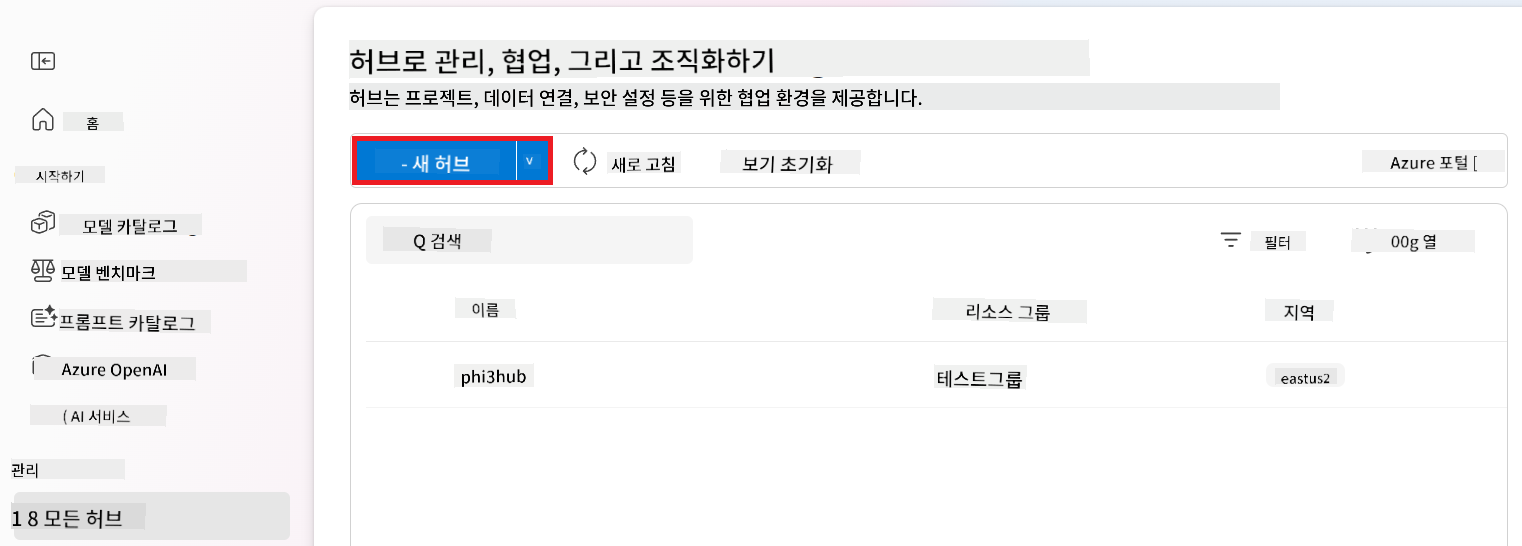 홈
시작하기
모델 카탈로그
모델 벤치마크
프롬프트 카탈로그
Azure OpenAI
( AI 서비스
관리
1 8 모든 허브
허브로 관리, 협업, 그리고 조직화하기
허브는 프로젝트, 데이터 연결, 보안 설정 등을 위한 협업 환경을 제공합니다.
- 새 허브 v 새로 고침 보기 초기화 Azure 포털 [
Q 검색 필터 00g 열
이름 리소스 그룹 지역
phi3hub 테스트그룹 eastus2